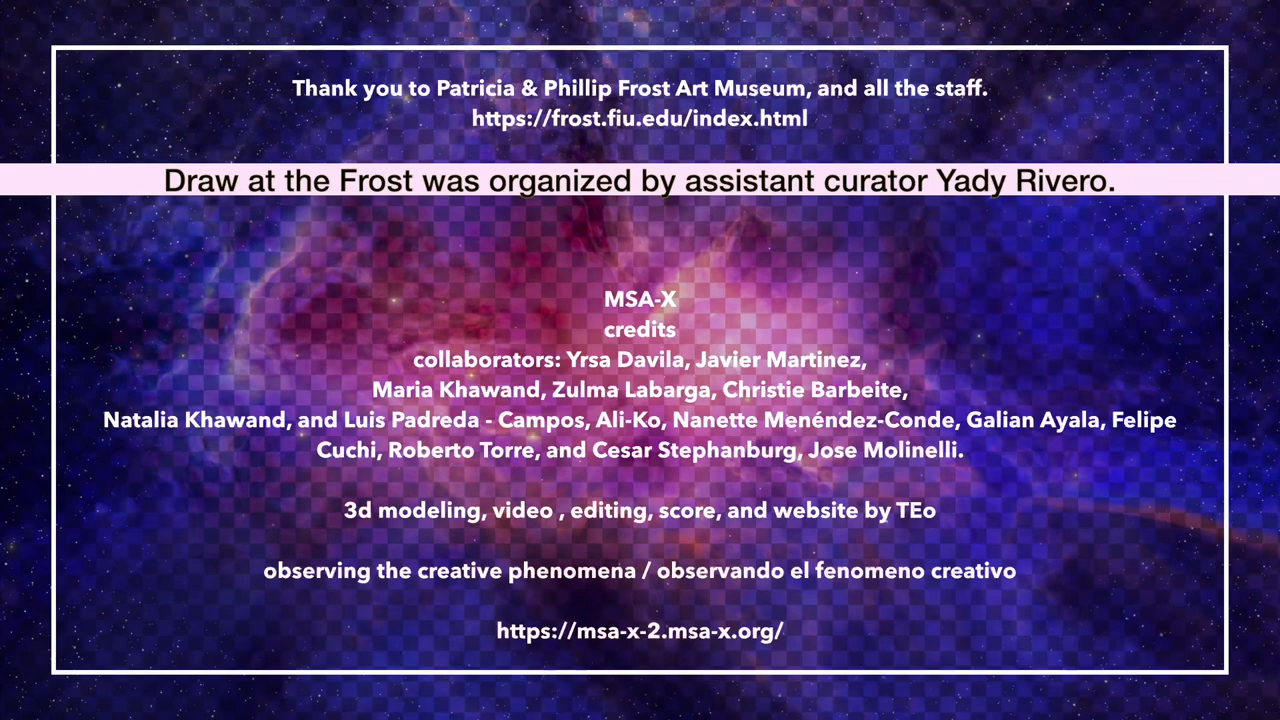 Thank you to Patricia & Phillip Frost Art Museum, and all the staff.
https://frost.fiu.edu/index.html
Draw at the Frost was organized by assistant curator Yady Rivero.
MSA-X
credits
collaborators: Yrsa Davila, Javier Martinez,
Maria Khawand, Zulma Labarga, Christie Barbeite,
Natalia Khawand, and Luis Padreda - Campos, Ali-Ko, Nanette Menéndez-Conde, Galian Ayala, Felipe
Cuchi, Roberto Torre, and Cesar Stephanburg, Jose Molinelli.
3d modeling, video , editing, score, and website by TEo
observing the creative phenomena / observando el fenomeno creativo
https://msa-x-2.msa-x.org/